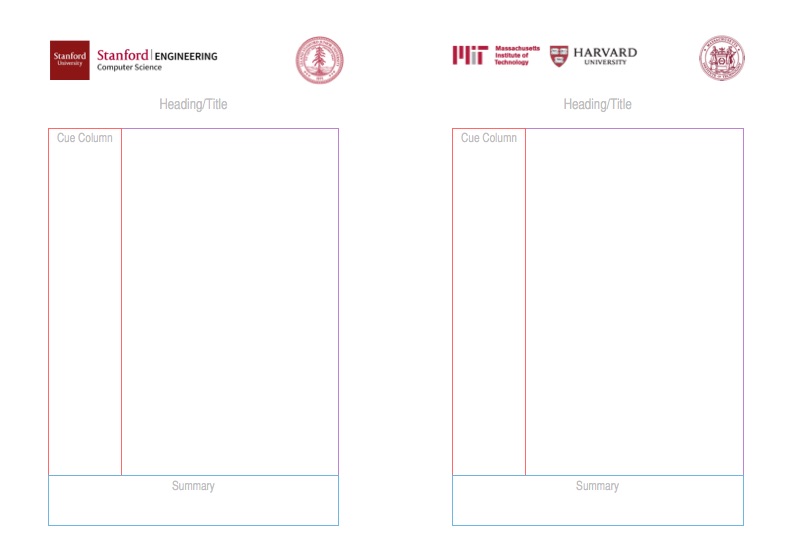 Stanford
University
Stanford | ENGINEERING
Computer Science
Heading/Title
Cue Column
Summary
Massachusetts
Institute of
Technology
HARVARD
UNIVERSITY
Heading/Title
Cue Column
Summary